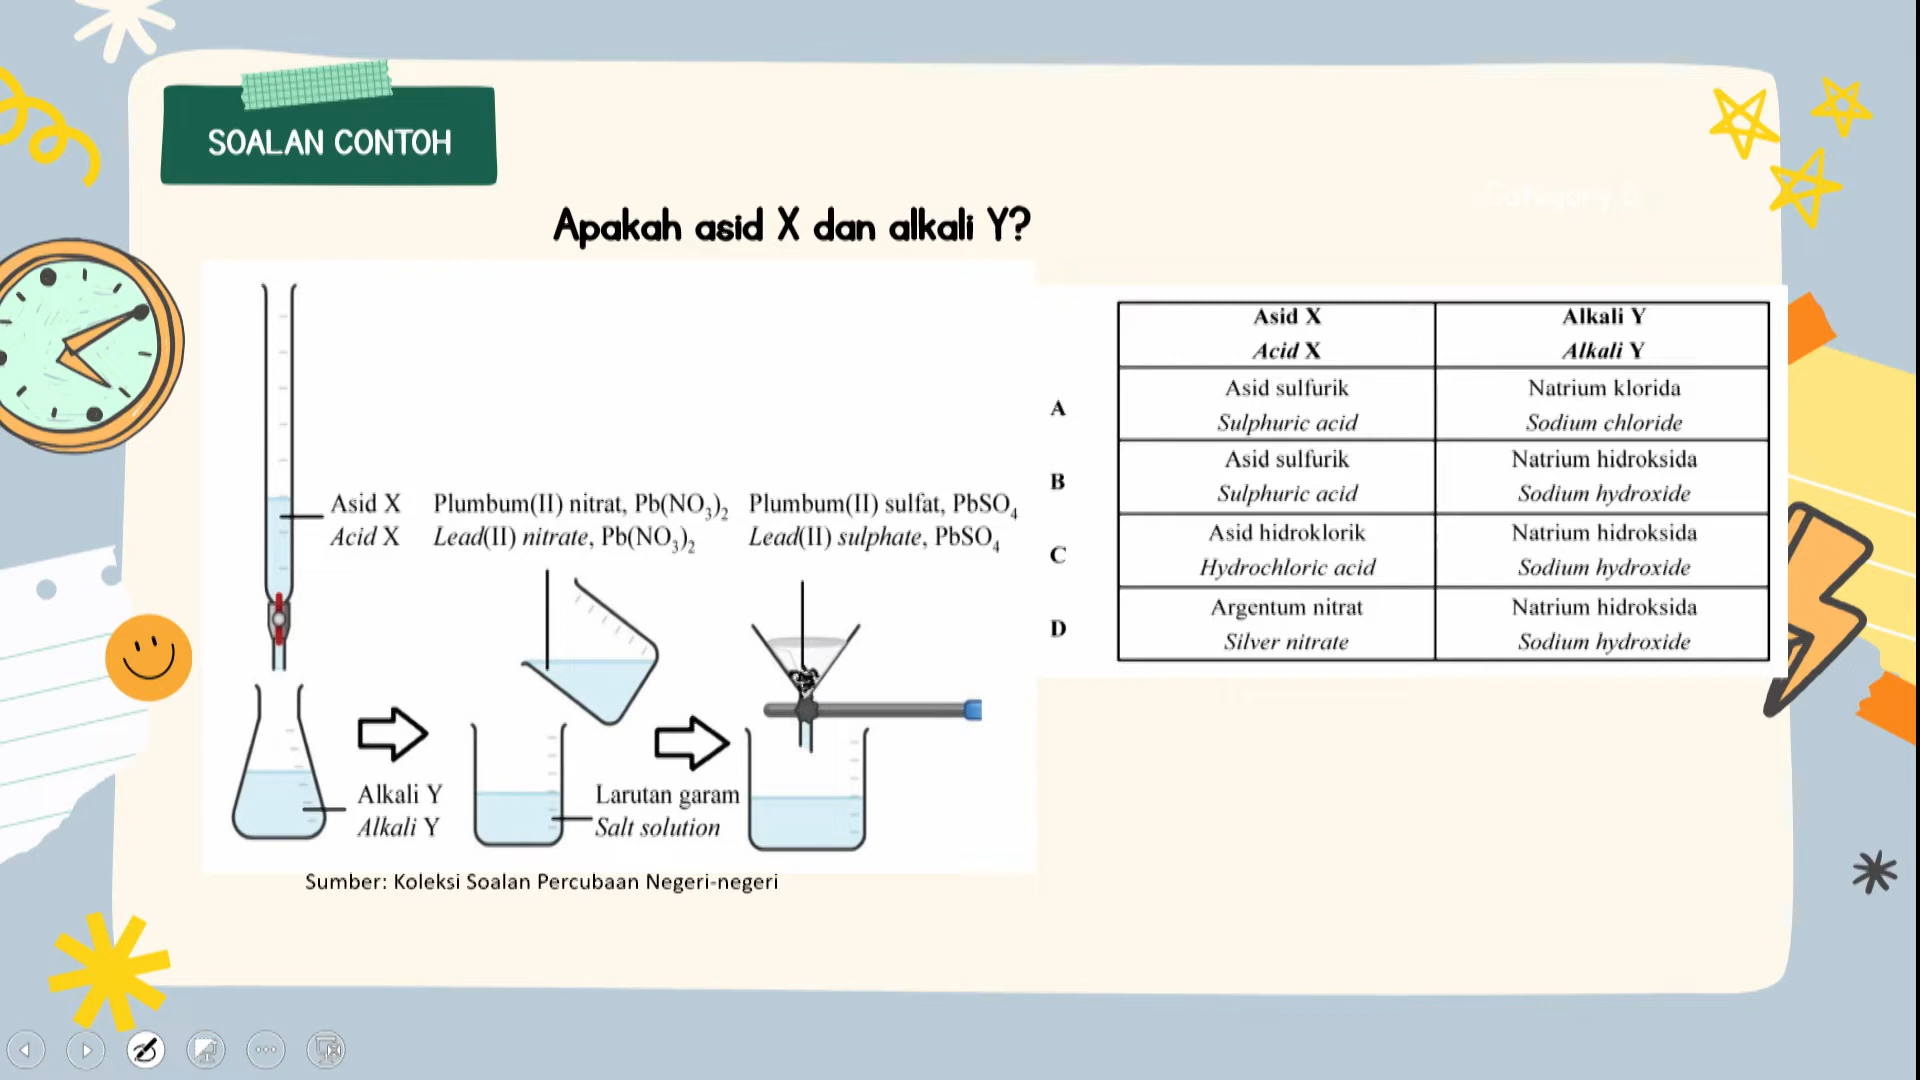 SOALAN CONTOH
Apakah asid X dan alkali Y?
Asid X
Acid X
Plumbum(II) nitrat, Pb(NO₃)₂
Lead(II) nitrate, Pb(NO₃)₂
Plumbum(II) sulfat, PbSO₄
Lead(II) sulphate, PbSO₄
Alkali Y
Alkali Y
Larutan garam
Salt solution
Sumber: Koleksi Soalan Percubaan Negeri-negeri
Asid X Alkali Y
Acid X Alkali Y
A
Asid sulfurik Natrium klorida
Sulphuric acid Sodium chloride
B
Asid sulfurik Natrium hidroksida
Sulphuric acid Sodium hydroxide
C
Asid hidroklorik Natrium hidroksida
Hydrochloric acid Sodium hydroxide
D
Argentum nitrat Natrium hidroksida
Silver nitrate Sodium hydroxide